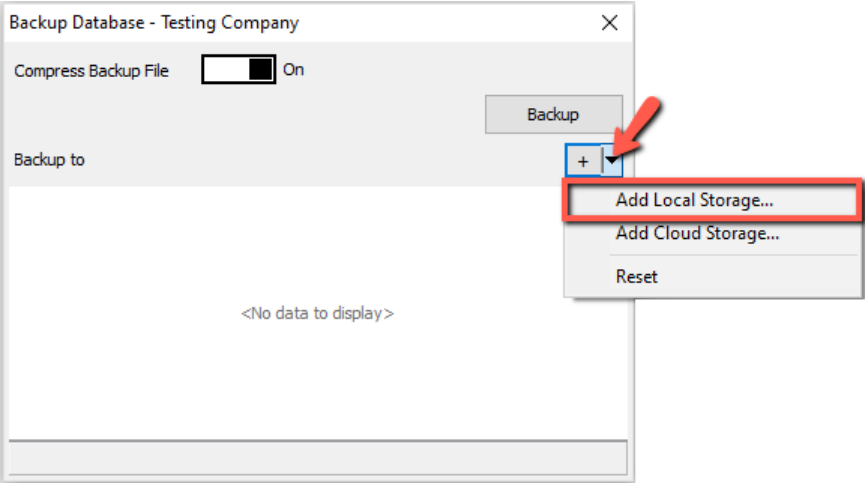 Backup Database - Testing Company
Compress Backup File On
Backup
Backup to
+
Add Local Storage...
Add Cloud Storage...
Reset
<No data to display>